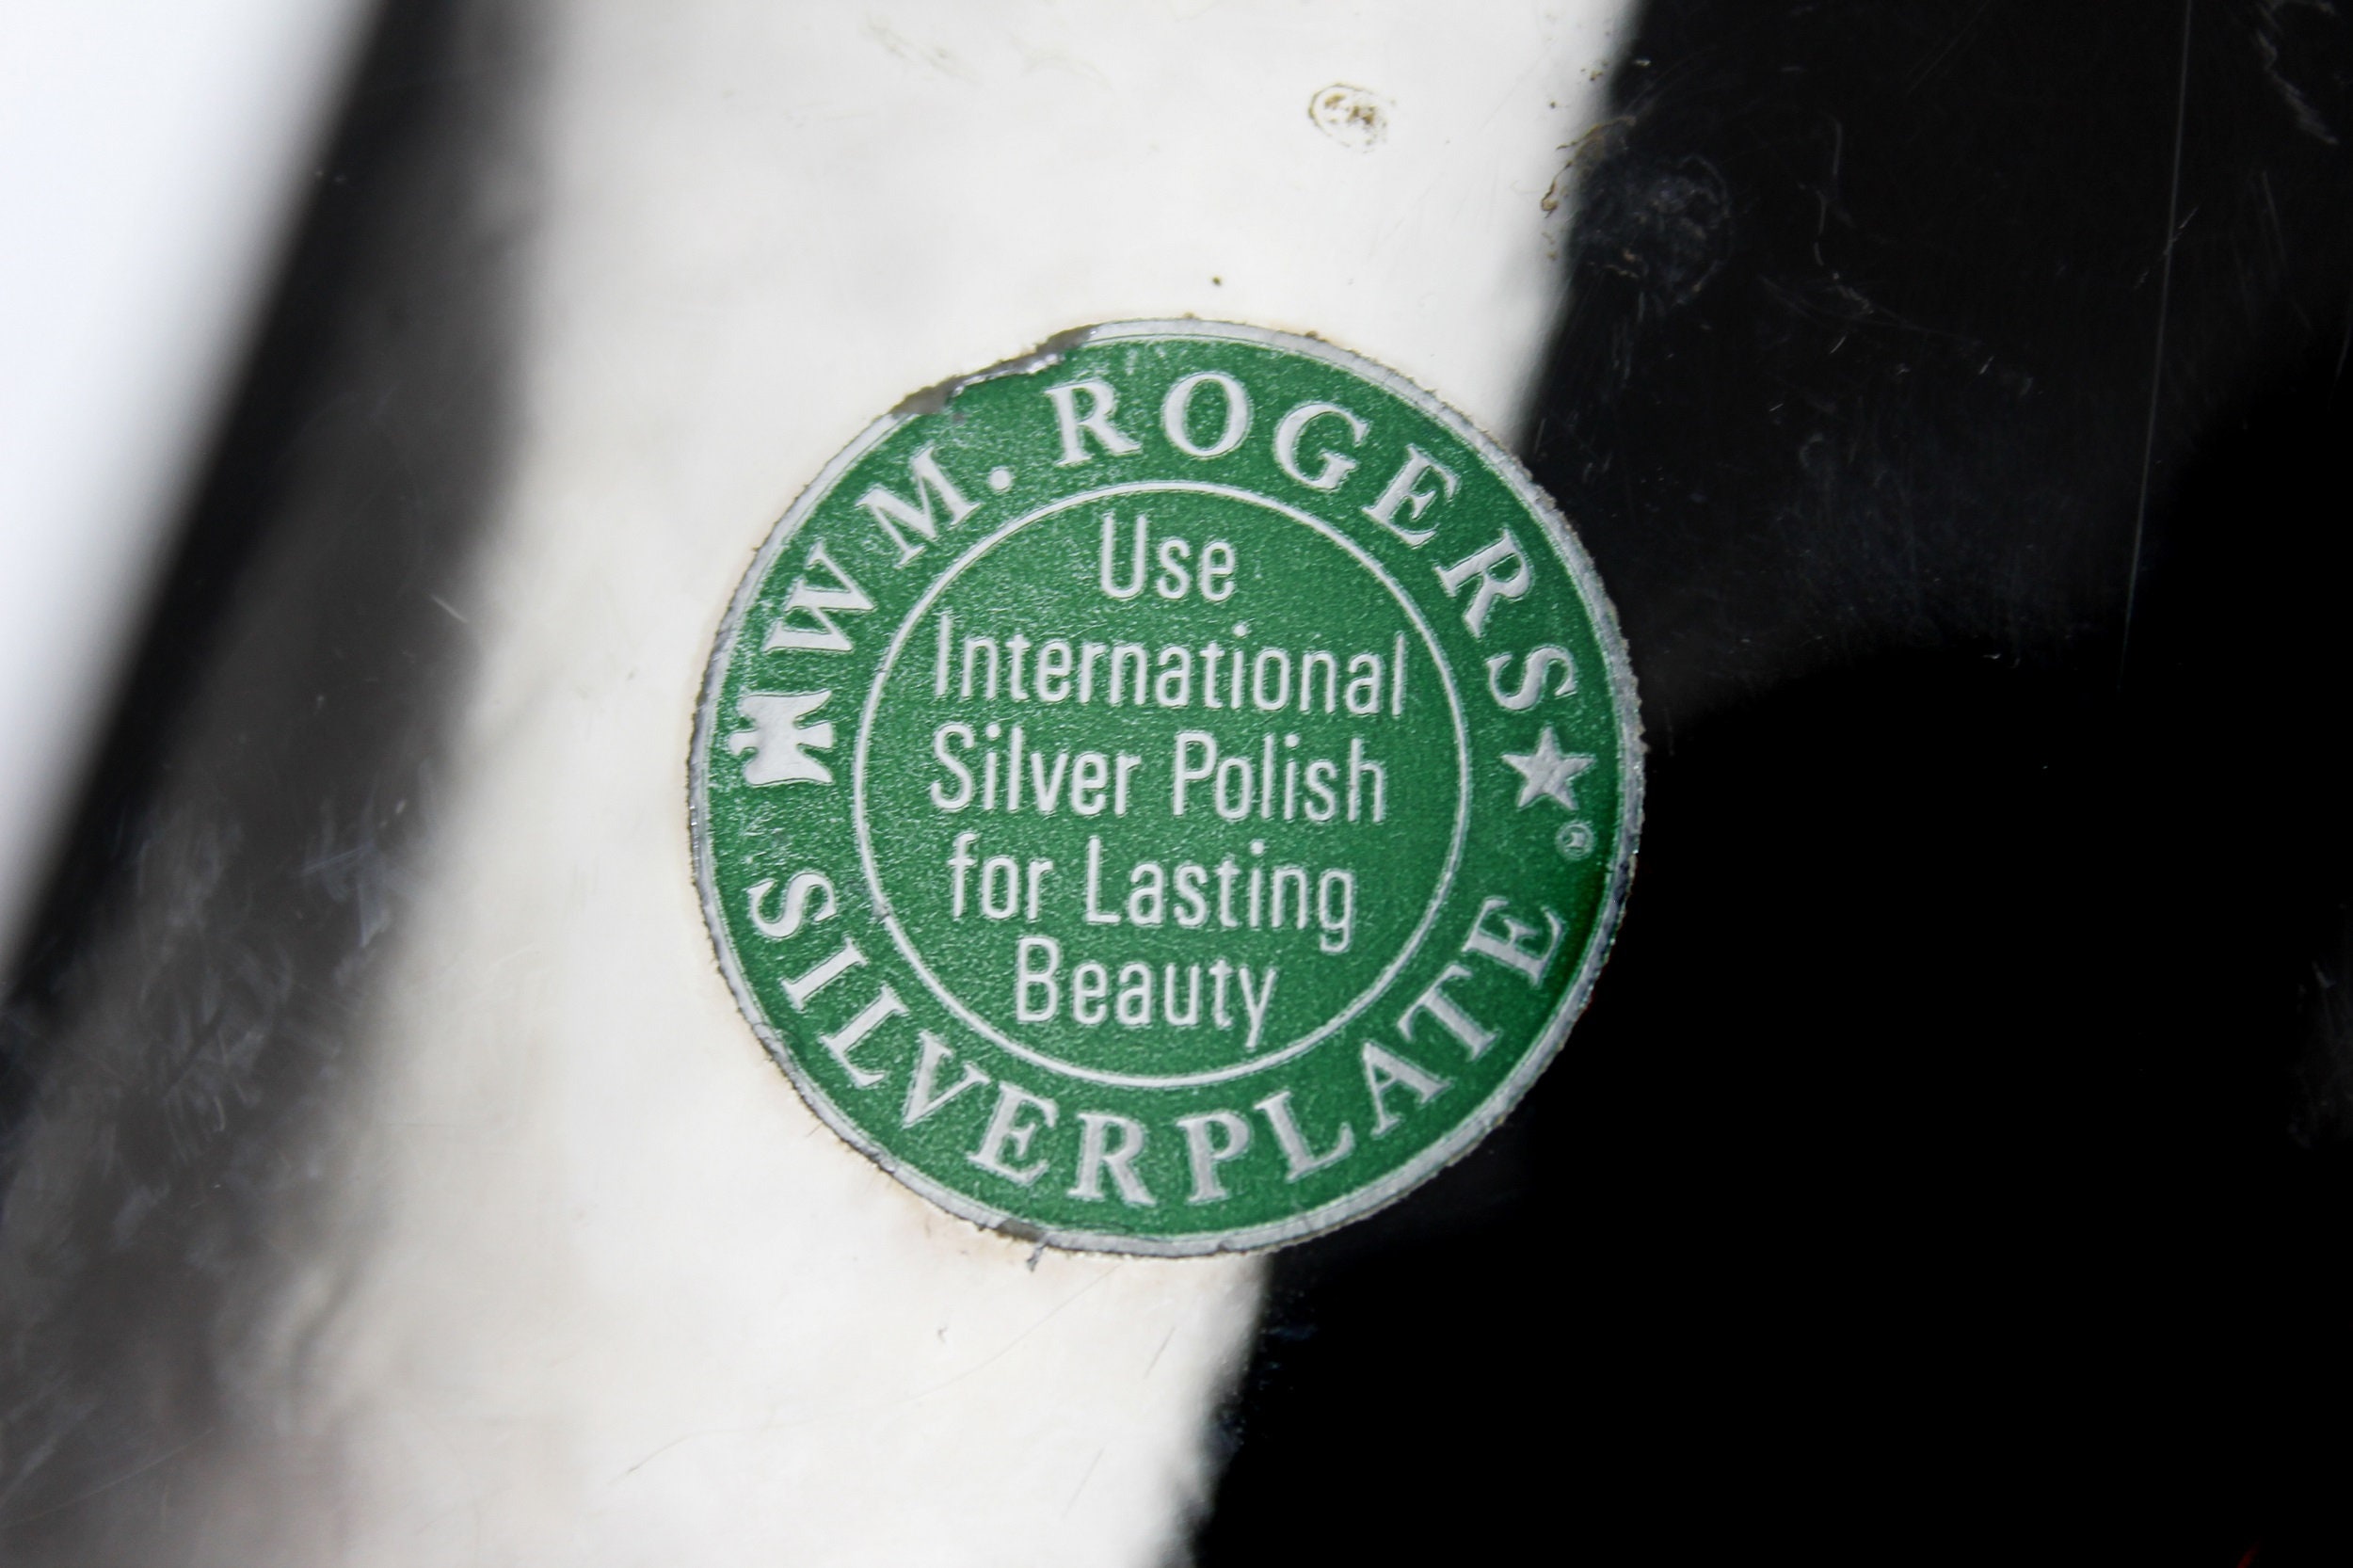 WM. ROGERS ★ ®
Use
International
Silver Polish
for Lasting
Beauty
SILVERPLATE